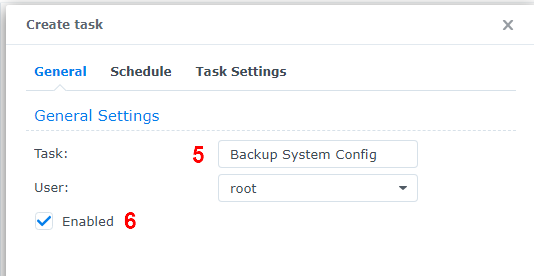 Create task
General Schedule Task Settings
General Settings
Task: 5 Backup System Config
User: root
Enabled 6